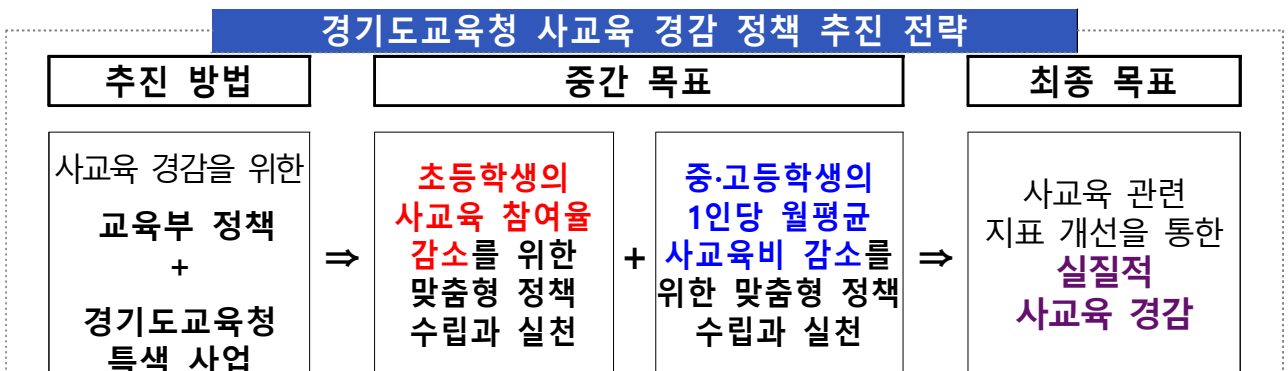 경기도교육청 사교육 경감 정책 추진 전략
추진 방법
중간 목표
최종 목표
사교육 경감을 위한
교육부 정책
+
경기도교육청
특색 사업
⇒
초등학생의
사교육 참여율
감소를 위한
맞춤형 정책
수립과 실천
+
중·고등학생의
1인당 월평균
사교육비 감소를
위한 맞춤형 정책
수립과 실천
⇒
사교육 관련
지표 개선을 통한
실질적
사교육 경감